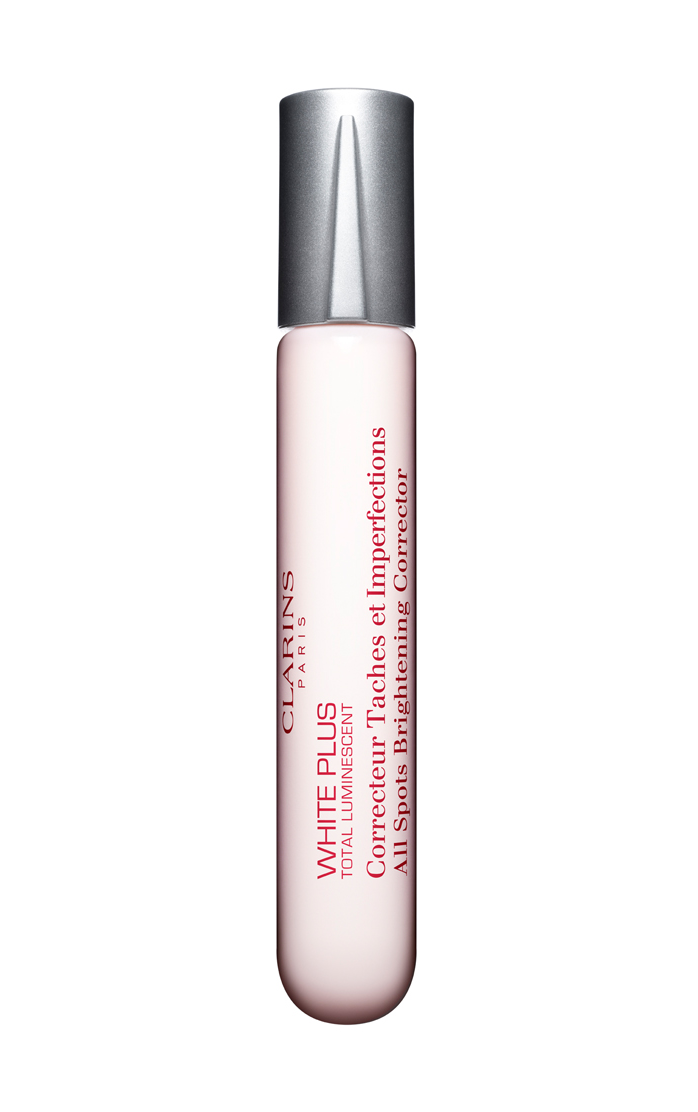 CLARINS
PARIS
WHITE PLUS
TOTAL LUMINESCENT
Correcteur Taches et Imperfections
All Spots Brightening Corrector